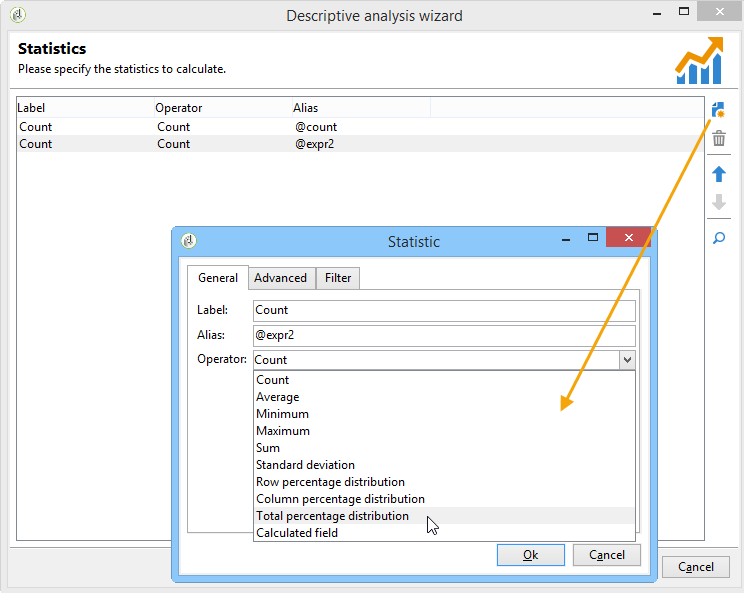 Descriptive analysis wizard
Statistics
Please specify the statistics to calculate.
Label Operator Alias
Count Count @count
Count Count @expr2
Statistic
General Advanced Filter
Label: Count
Alias: @expr2
Operator: Count
Count
Average
Minimum
Maximum
Sum
Standard deviation
Row percentage distribution
Column percentage distribution
Total percentage distribution
Calculated field
Ok Cancel
Cancel